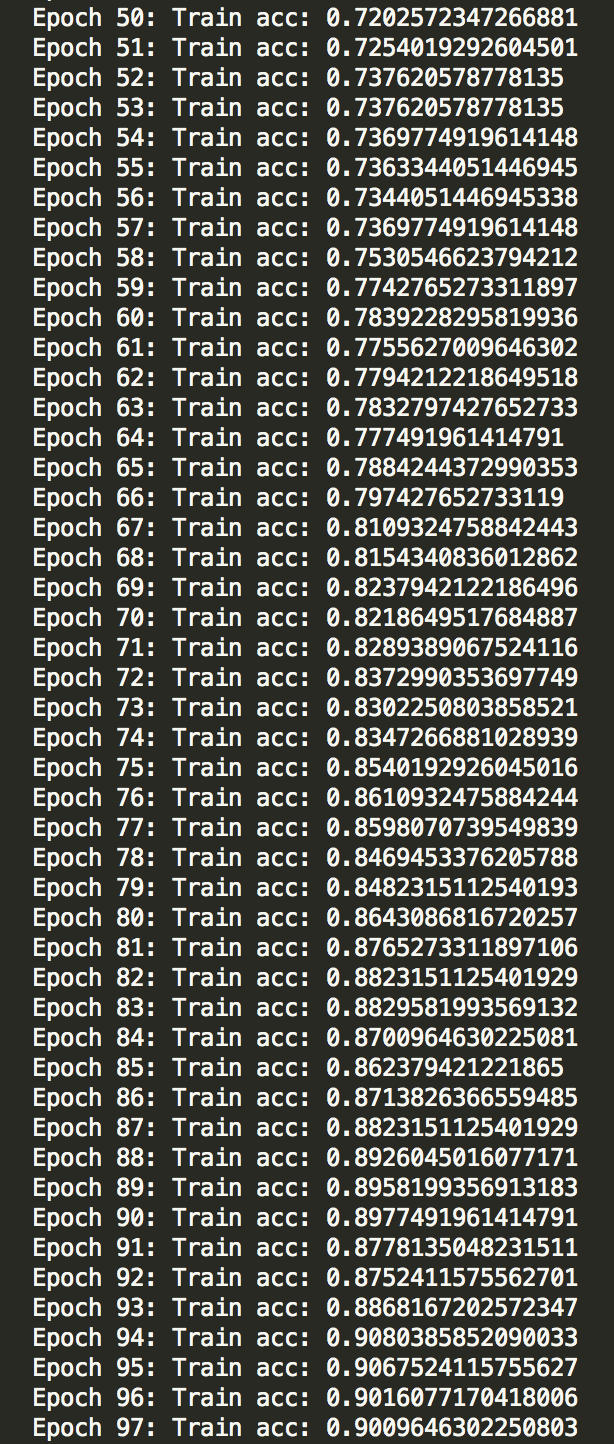 Epoch 50: Train acc: 0.7202572347266881
Epoch 51: Train acc: 0.7254019292604501
Epoch 52: Train acc: 0.737620578778135
Epoch 53: Train acc: 0.737620578778135
Epoch 54: Train acc: 0.7369774919614148
Epoch 55: Train acc: 0.7363344051446945
Epoch 56: Train acc: 0.7344051446945338
Epoch 57: Train acc: 0.7369774919614148
Epoch 58: Train acc: 0.7530546623794212
Epoch 59: Train acc: 0.7742765273311897
Epoch 60: Train acc: 0.7839228295819936
Epoch 61: Train acc: 0.7755627009646302
Epoch 62: Train acc: 0.7794212218649518
Epoch 63: Train acc: 0.7832797427652733
Epoch 64: Train acc: 0.777491961414791
Epoch 65: Train acc: 0.7884244372990353
Epoch 66: Train acc: 0.797427652733119
Epoch 67: Train acc: 0.8109324758842443
Epoch 68: Train acc: 0.8154340836012862
Epoch 69: Train acc: 0.8237942122186496
Epoch 70: Train acc: 0.8218649517684887
Epoch 71: Train acc: 0.8289389067524116
Epoch 72: Train acc: 0.8372990353697749
Epoch 73: Train acc: 0.8302250803858521
Epoch 74: Train acc: 0.8347266881028939
Epoch 75: Train acc: 0.8540192926045016
Epoch 76: Train acc: 0.8610932475884244
Epoch 77: Train acc: 0.8598070739549839
Epoch 78: Train acc: 0.8469453376205788
Epoch 79: Train acc: 0.8482315112540193
Epoch 80: Train acc: 0.8643086816720257
Epoch 81: Train acc: 0.8765273311897106
Epoch 82: Train acc: 0.8823151125401929
Epoch 83: Train acc: 0.8829581993569132
Epoch 84: Train acc: 0.8700964630225081
Epoch 85: Train acc: 0.862379421221865
Epoch 86: Train acc: 0.8713826366559485
Epoch 87: Train acc: 0.8823151125401929
Epoch 88: Train acc: 0.8926045016077171
Epoch 89: Train acc: 0.8958199356913183
Epoch 90: Train acc: 0.8977491961414791
Epoch 91: Train acc: 0.8778135048231511
Epoch 92: Train acc: 0.8752411575562701
Epoch 93: Train acc: 0.8868167202572347
Epoch 94: Train acc: 0.9080385852090033
Epoch 95: Train acc: 0.9067524115755627
Epoch 96: Train acc: 0.9016077170418006
Epoch 97: Train acc: 0.9009646302250803